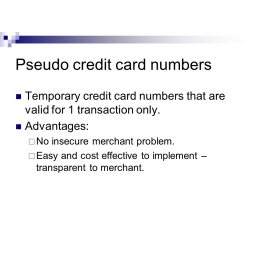 Pseudo credit card numbers
Temporary credit card numbers that are
valid for 1 transaction only.
Advantages:
No insecure merchant problem.
Easy and cost effective to implement –
transparent to merchant.